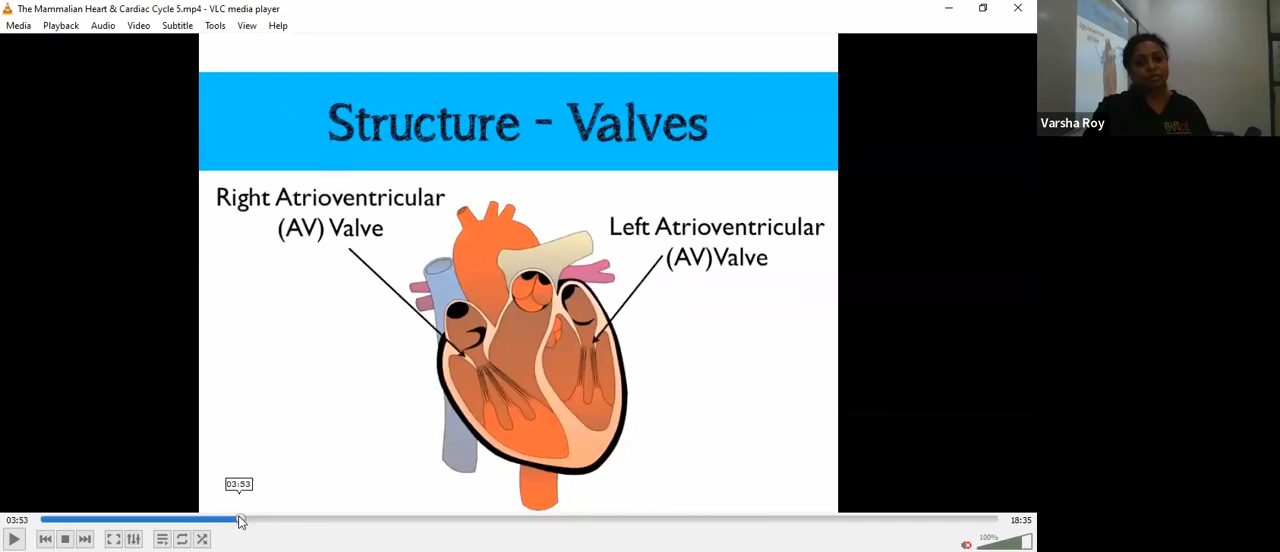 The Mammalian Heart & Cardiac Cycle 5.mp4 - VLC media player
Media Playback Audio Video Subtitle Tools View Help
Structure - Valves
Right Atrioventricular
(AV) Valve
Left Atrioventricular
(AV)Valve
Varsha Roy
03:53
03:53
18:35
100%